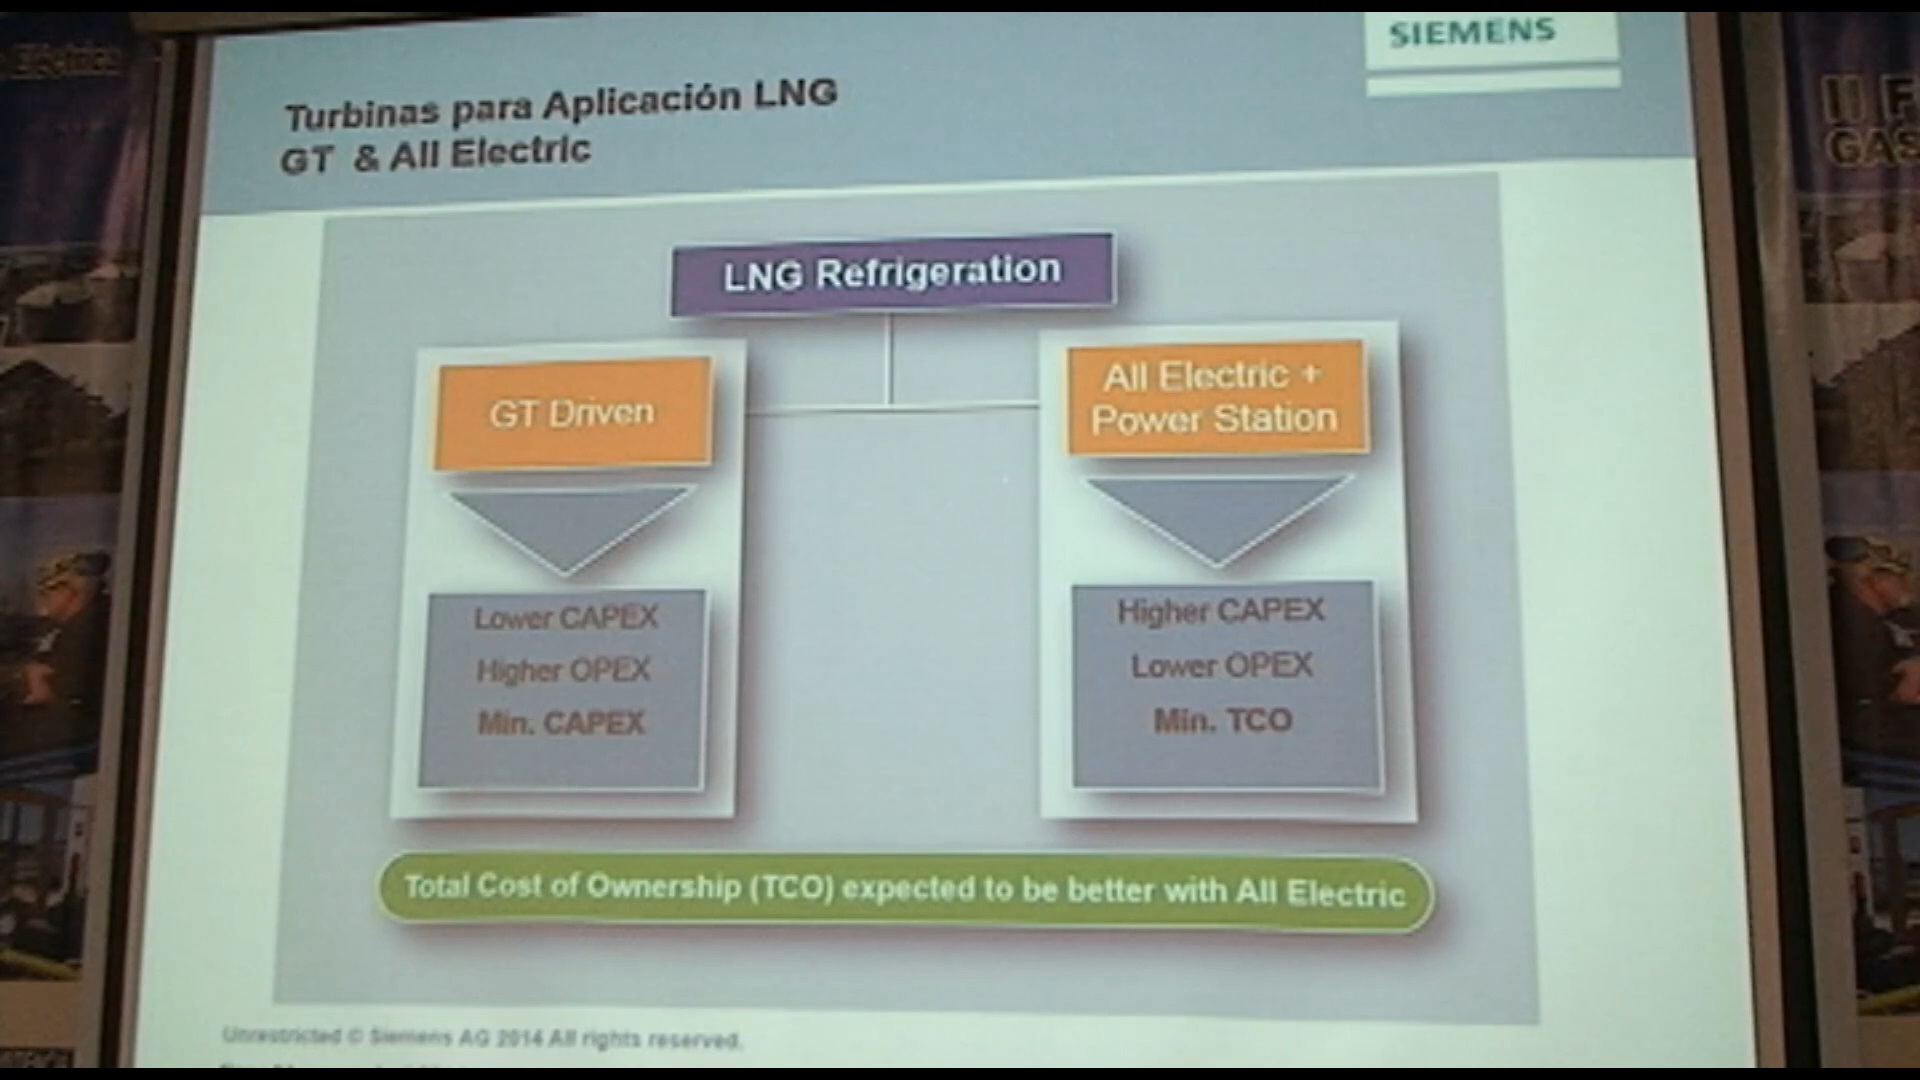 SIEMENS
Turbinas para Aplicación LNG
GT & All Electric
LNG Refrigeration
GT Driven
Lower CAPEX
Higher OPEX
Min. CAPEX
All Electric +
Power Station
Higher CAPEX
Lower OPEX
Min. TCO
Total Cost of Ownership (TCO) expected to be better with All Electric
Unrestricted © Siemens AG 2014 All rights reserved.
II F
GAS